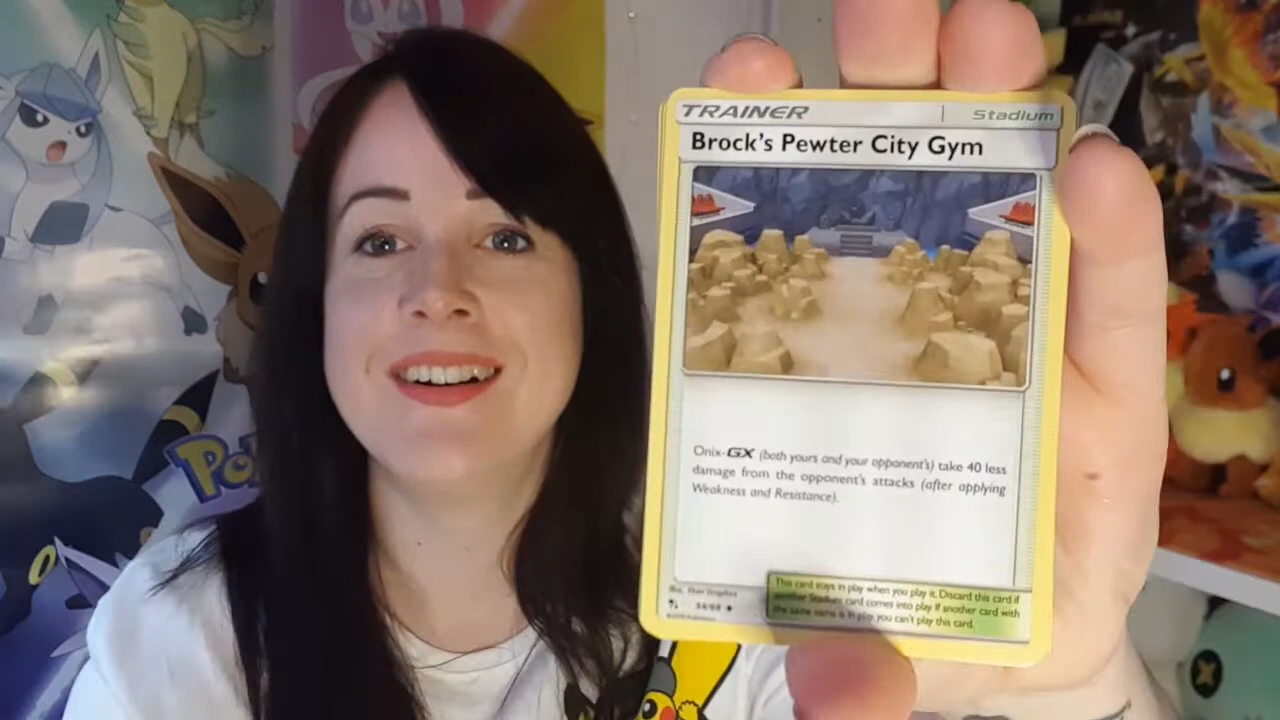 TRAINER
Stadium
Brock's Pewter City Gym
Onix-GX (both yours and your opponent's) take 40 less
damage from the opponent's attacks (after applying
Weakness and Resistance).
This card stays in play when you play it. Discard this card if
another Stadium card comes into play. If another card with
the same name is in play, you can't play this card.
54/68
Po